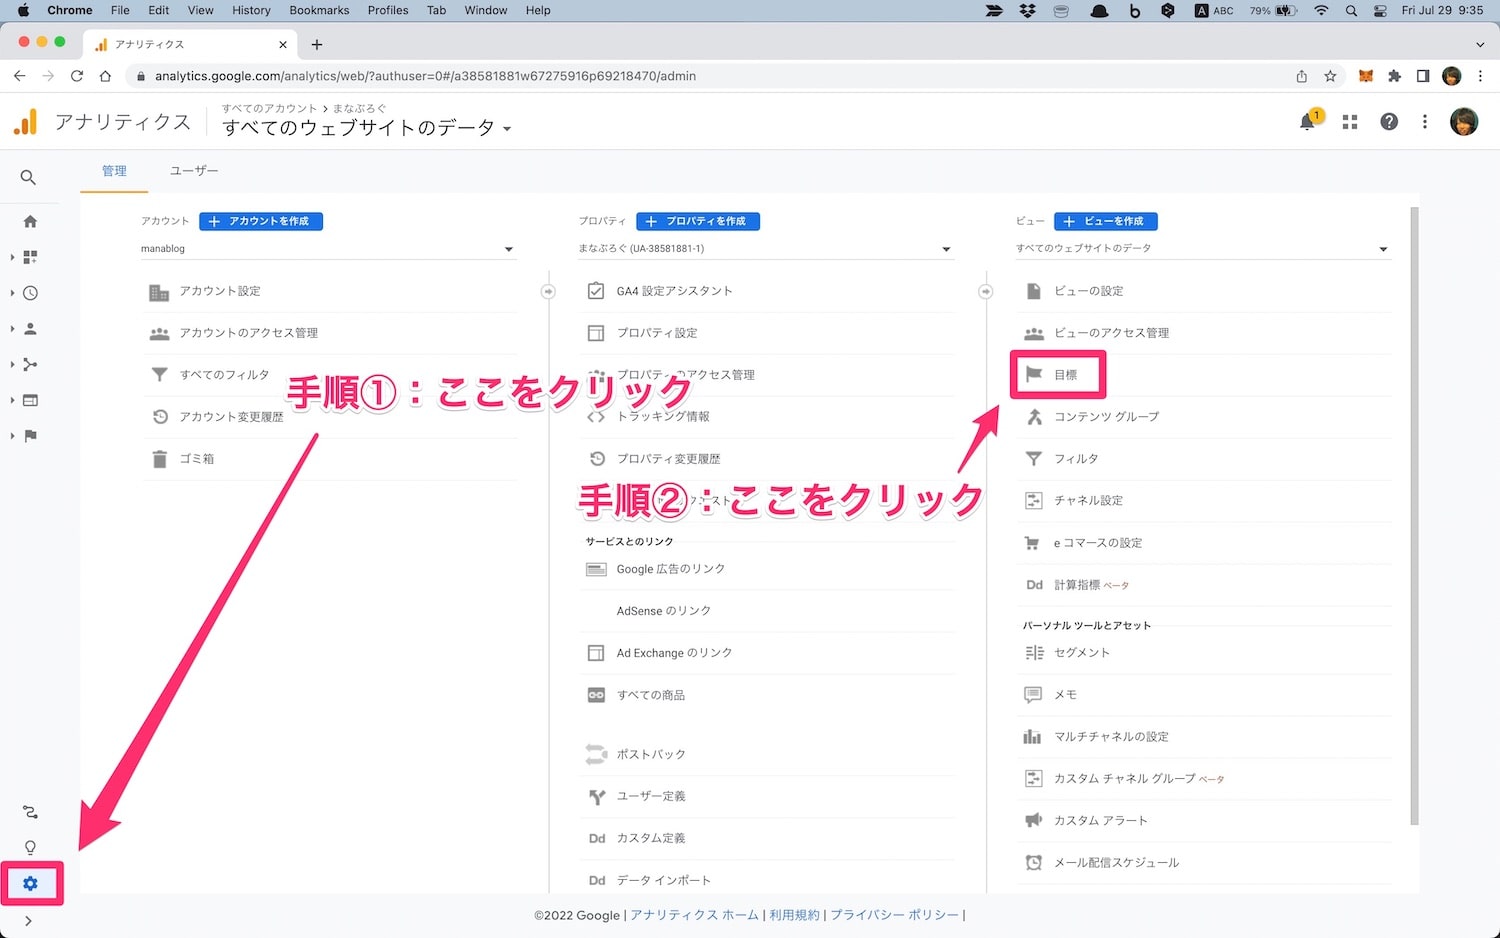 Chrome File Edit View History Bookmarks Profiles Tab Window Help
A ABC 79% Fri Jul 29 9:35
アナリティクス
analytics.google.com/analytics/web/?authuser=0#/a38581881w67275916p69218470/admin
アナリティクス
すべてのアカウント > まなぶろぐ
すべてのウェブサイトのデータ
1
管理 ユーザー
アカウント + アカウントを作成
manablog
アカウント設定
アカウントのアクセス管理
すべてのフィルタ
アカウント変更履歴
ゴミ箱
手順①：ここをクリック
プロパティ + プロパティを作成
まなぶろぐ (UA-38581881-1)
GA4 設定アシスタント
プロパティ設定
プロパティのアクセス管理
トラッキング情報
プロパティ変更履歴
手順②：ここをクリック
サービスとのリンク
Google 広告のリンク
AdSense のリンク
Ad Exchange のリンク
すべての商品
ポストバック
ユーザー定義
Dd カスタム定義
Dd データ インポート
ビュー + ビューを作成
すべてのウェブサイトのデータ
ビューの設定
ビューのアクセス管理
目標
コンテンツ グループ
フィルタ
チャネル設定
e コマースの設定
Dd 計算指標 ベータ
パーソナル ツールとアセット
セグメント
メモ
マルチチャネルの設定
カスタム チャネル グループ ベータ
カスタム アラート
メール配信スケジュール
©2022 Google | アナリティクス ホーム | 利用規約 | プライバシー ポリシー |